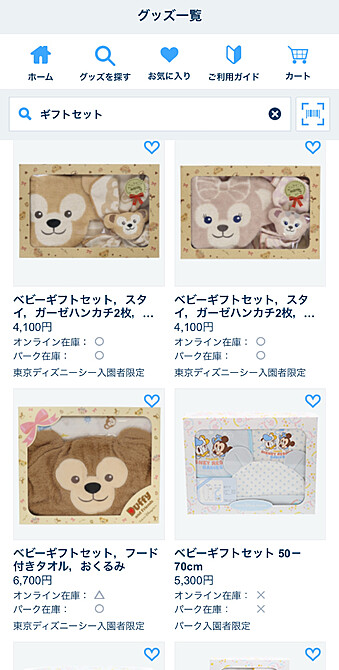 グッズ一覧
ホーム
グッズを探す
お気に入り
ご利用ガイド
カート
ギフトセット
ベビーギフトセット，スタイ，ガーゼハンカチ2枚，...
4,100円
オンライン在庫： ○
パーク在庫： ○
東京ディズニーシー入園者限定
ベビーギフトセット，スタイ，ガーゼハンカチ2枚，...
4,100円
オンライン在庫： ○
パーク在庫： ○
東京ディズニーシー入園者限定
Duffy
ベビーギフトセット，フード付きタオル，おくるみ
6,700円
オンライン在庫： △
パーク在庫： ○
東京ディズニーシー入園者限定
ベビーギフトセット 50－70cm
5,300円
オンライン在庫： ×
パーク在庫： ×
パーク入園者限定